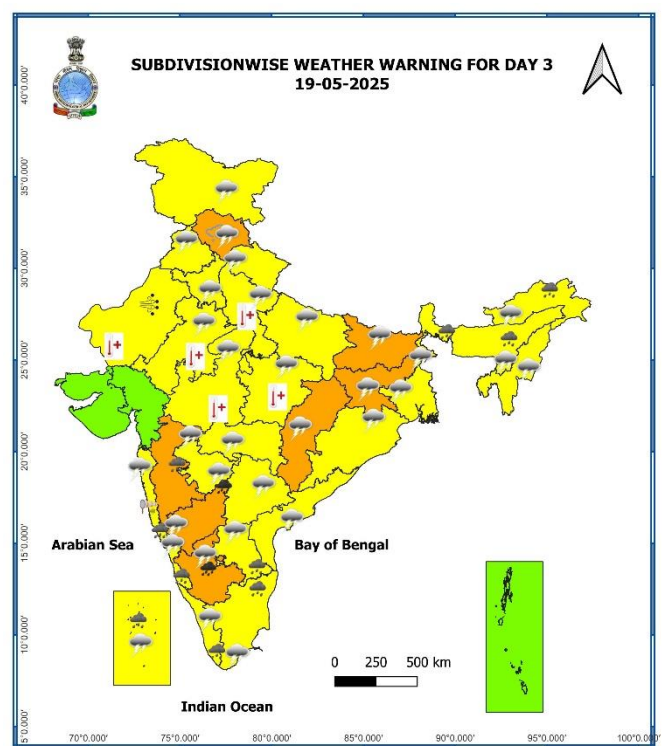 SUBDIVISIONWISE WEATHER WARNING FOR DAY 3
19-05-2025
40°0.000'
35°0.000'
30°0.000'
25°0.000'
20°0.000'
15°0.000'
10°0.000'
5°0.000'
Arabian Sea
Bay of Bengal
0 250 500 km
Indian Ocean
70°0.000' 75°0.000' 80°0.000' 85°0.000' 90°0.000' 95°0.000' 100°0.000'